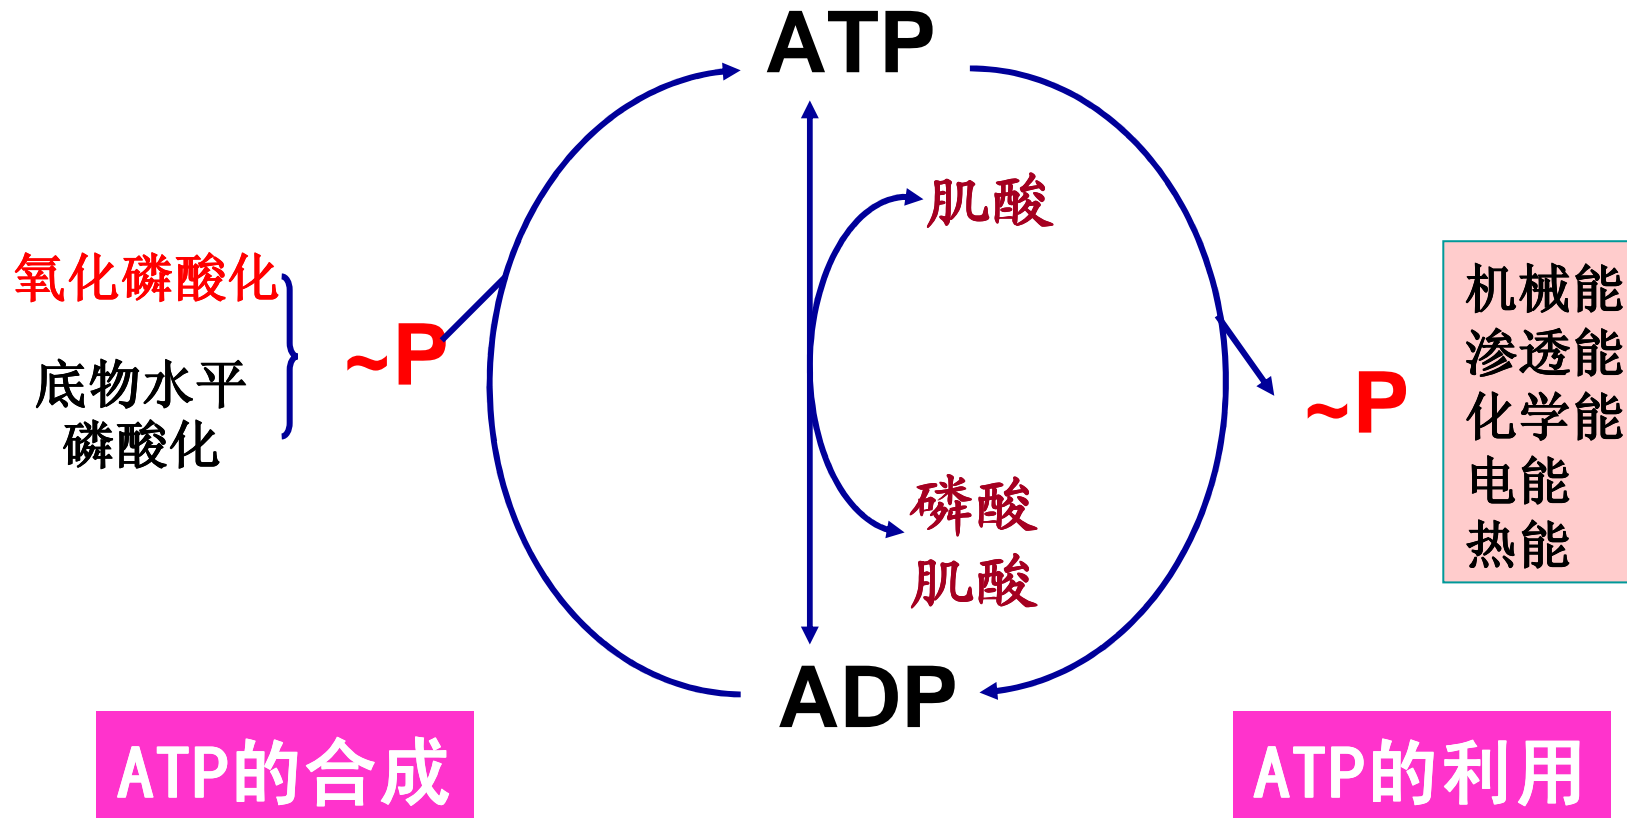 ATP
肌酸
氧化磷酸化
底物水平
磷酸化
~P
~P
机械能
渗透能
化学能
电能
热能
磷酸
肌酸
ADP
ATP的合成
ATP的利用